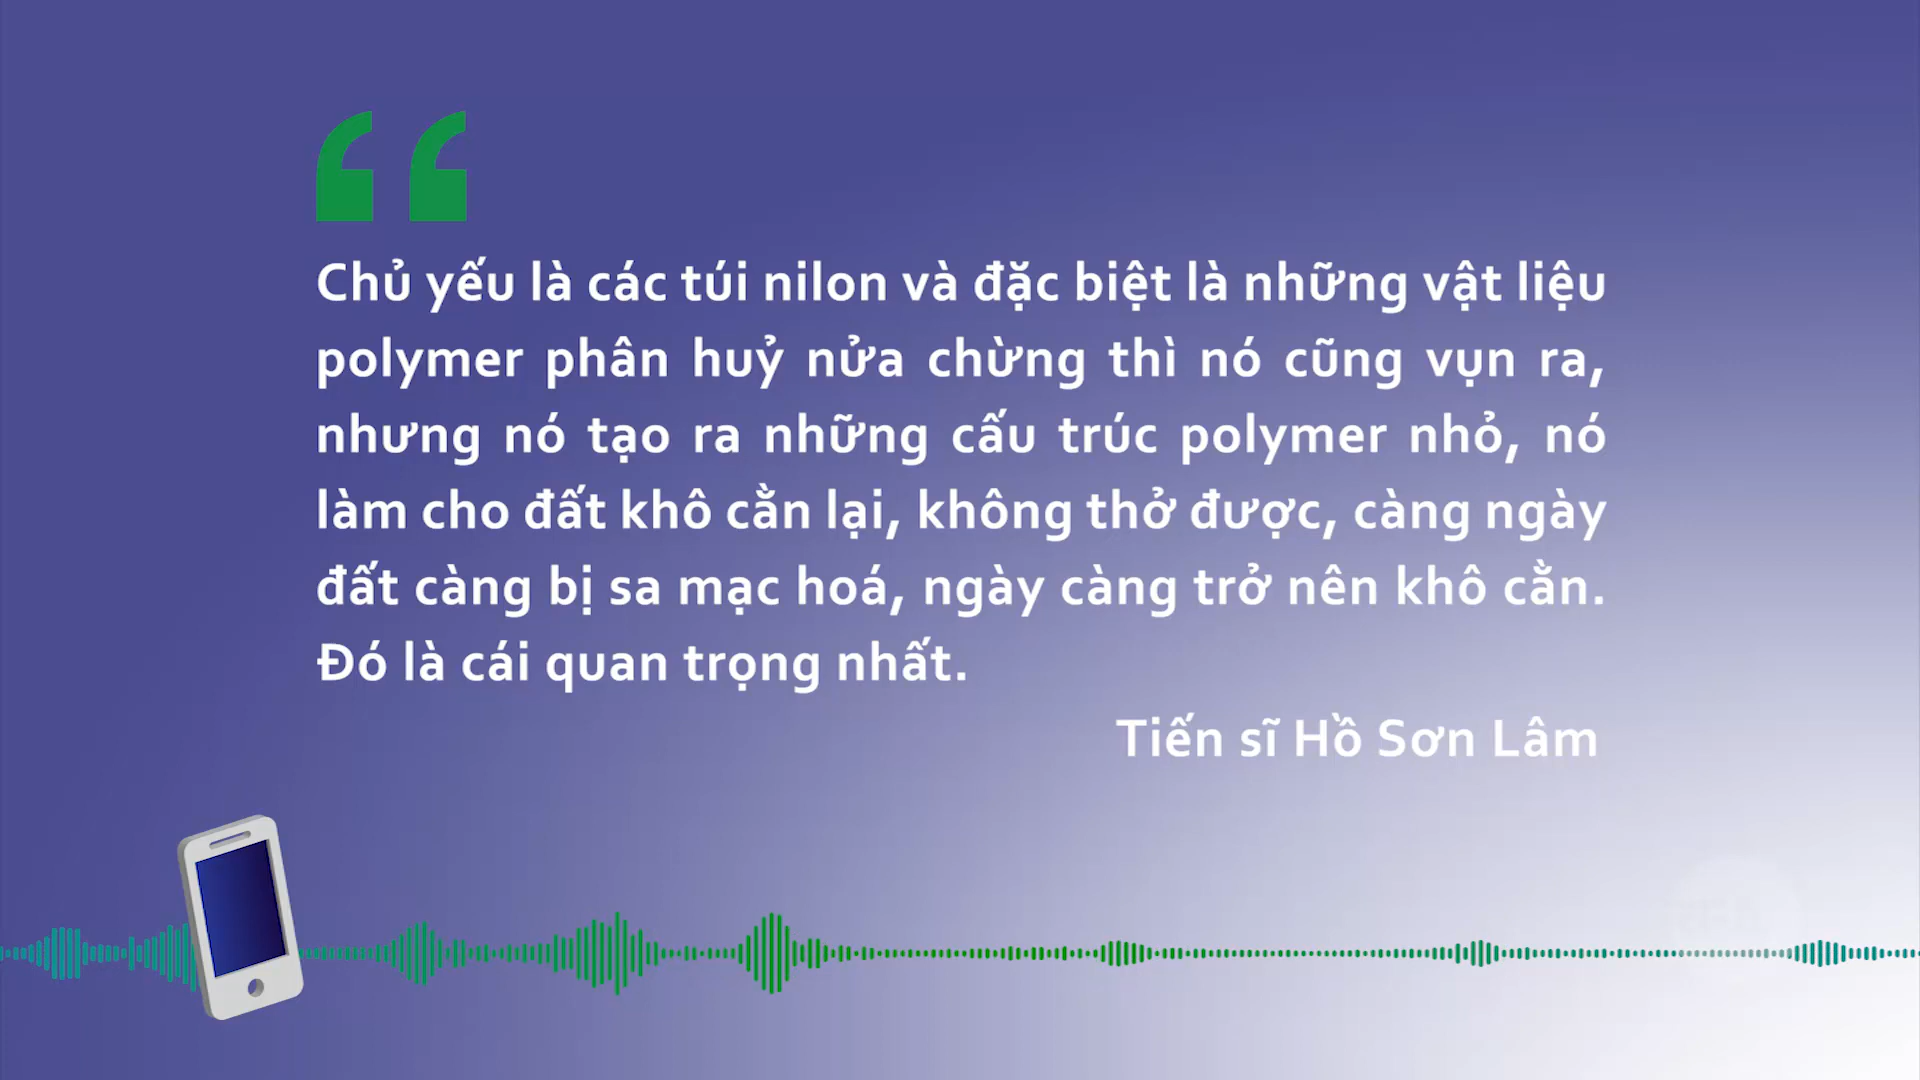 Chủ yếu là các túi nilon và đặc biệt là những vật liệu
polymer phân huỷ nửa chừng thì nó cũng vụn ra,
nhưng nó tạo ra những cấu trúc polymer nhỏ, nó
làm cho đất khô cằn lại, không thở được, càng ngày
đất càng bị sa mạc hoá, ngày càng trở nên khô cằn.
Đó là cái quan trọng nhất.
Tiến sĩ Hồ Sơn Lâm